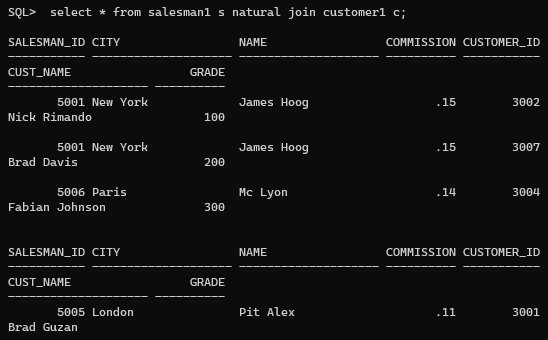 SQL>  select * from salesman1 s natural join customer1 c;
SALESMAN_ID CITY                 NAME                 COMMISSION CUSTOMER_ID
----------- -------------------- -------------------- ---------- -----------
CUST_NAME                 GRADE
-------------------- ----------
       5001 New York             James Hoog                  .15        3002
Nick Rimando                100
       5001 New York             James Hoog                  .15        3007
Brad Davis                  200
       5006 Paris                Mc Lyon                     .14        3004
Fabian Johnson              300
SALESMAN_ID CITY                 NAME                 COMMISSION CUSTOMER_ID
----------- -------------------- -------------------- ---------- -----------
CUST_NAME                 GRADE
-------------------- ----------
       5005 London               Pit Alex                    .11        3001
Brad Guzan